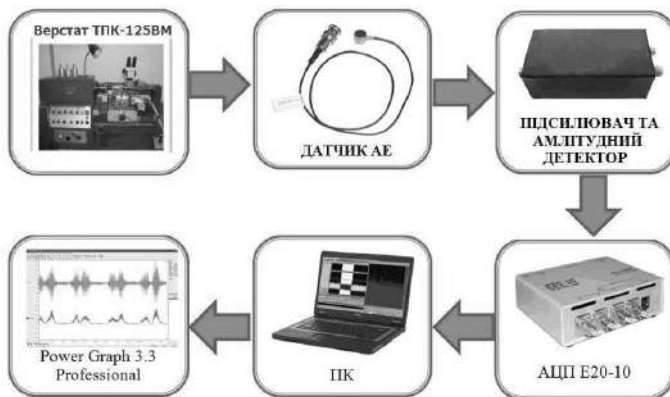 Верстат ТПК-125ВМ
ДАТЧИК АЕ
ПІДСИЛЮВАЧ ТА
АМЛІТУДНИЙ
ДЕТЕКТОР
Power Graph 3.3
Professional
ПК
АЦП Е20-10